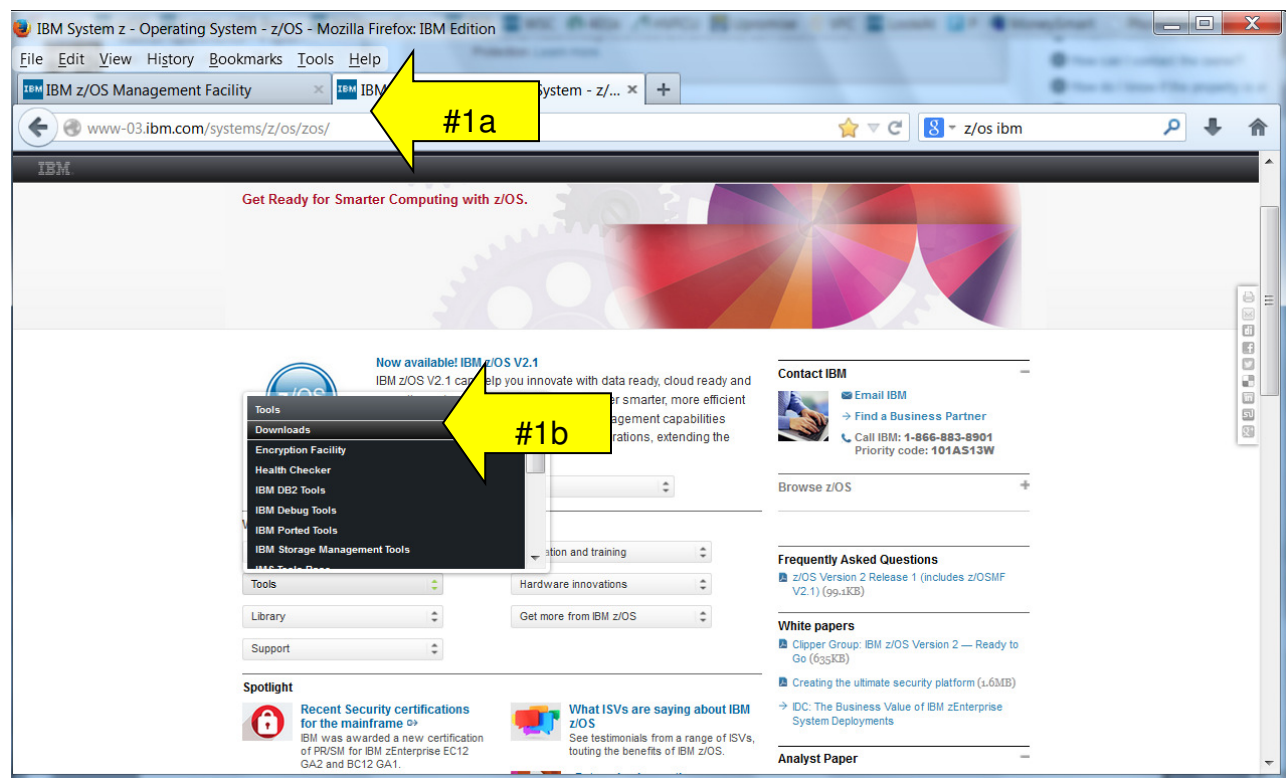 IBM System z - Operating System - z/OS - Mozilla Firefox: IBM Edition
File Edit View History Bookmarks Tools Help
IBM IBM z/OS Management Facility × IBM IBM System - z/... × +
#1a
www-03.ibm.com/systems/z/os/zos/
8 z/os ibm
IBM
Get Ready for Smarter Computing with z/OS.
Now available! IBM z/OS V2.1
IBM z/OS V2.1 can help you innovate with data ready, cloud ready and
er smarter, more efficient
agement capabilities
rations, extending the
z/OS
Tools
Downloads
#1b
Encryption Facility
Health Checker
IBM DB2 Tools
IBM Debug Tools
IBM Ported Tools
IBM Storage Management Tools
ation and training
Tools
Hardware innovations
Library
Get more from IBM z/OS
Support
Spotlight
Recent Security certifications
for the mainframe
IBM was awarded a new certification
of PR/SM for IBM zEnterprise EC12
GA2 and BC12 GA1.
What ISVs are saying about IBM
z/OS
See testimonials from a range of ISVs,
touting the benefits of IBM z/OS.
Contact IBM
Email IBM
→ Find a Business Partner
Call IBM: 1-866-883-8901
Priority code: 101AS13W
Browse z/OS +
Frequently Asked Questions
z/OS Version 2 Release 1 (includes z/OSMF
V2.1) (99.1KB)
White papers
Clipper Group: IBM z/OS Version 2 — Ready to
Go (635KB)
Creating the ultimate security platform (1.6MB)
→ IDC: The Business Value of IBM zEnterprise
System Deployments
Analyst Paper